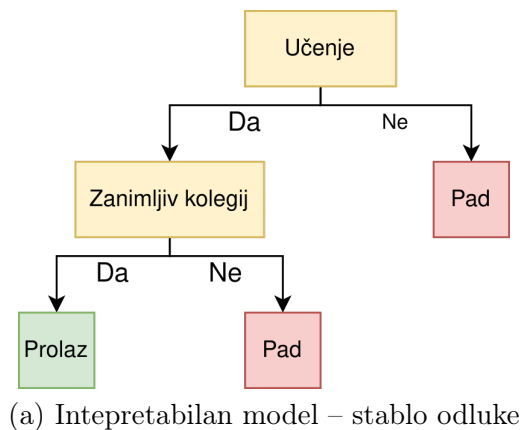 Učenje
Da
Ne
Zanimljiv kolegij
Pad
Da
Ne
Prolaz
Pad
(a) Intepretabilan model – stablo odluke